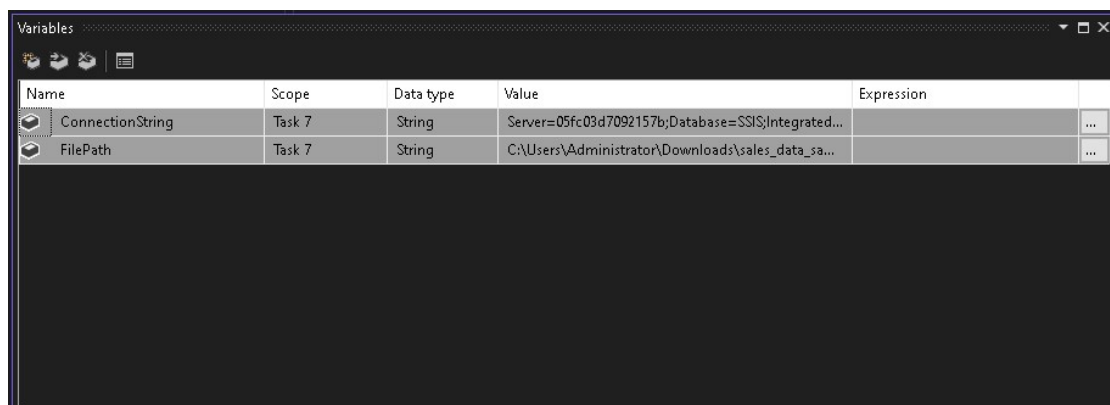 Variables
Name Scope Data type Value Expression
ConnectionString Task 7 String Server=05fc03d7092157b;Database=SSIS;Integrated... ...
FilePath Task 7 String C:\Users\Administrator\Downloads\sales_data_sa... ...